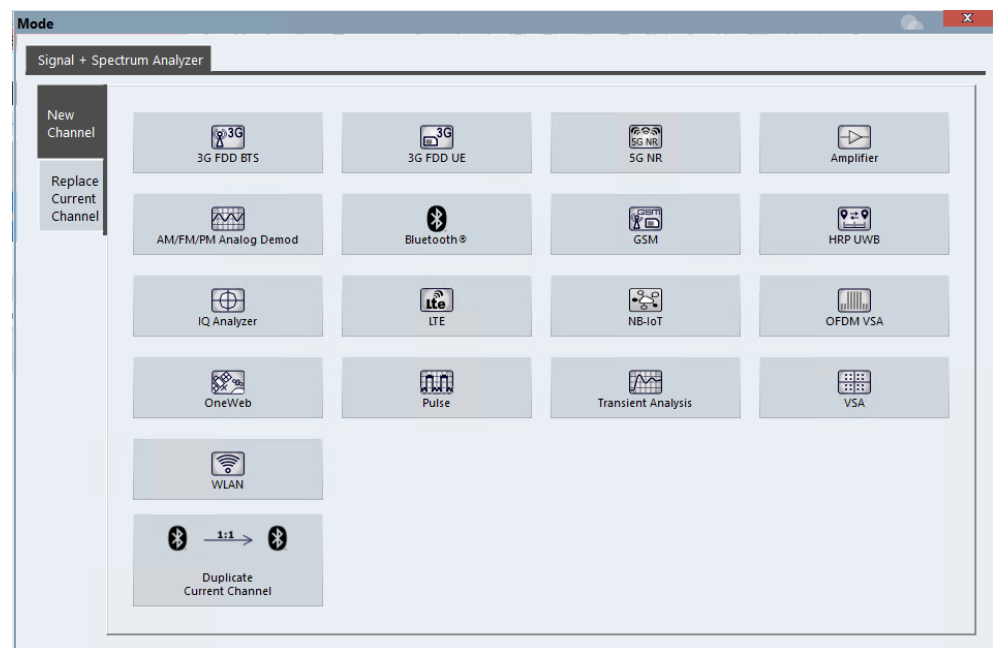 Mode
X
Signal + Spectrum Analyzer
New
Channel
Replace
Current
Channel
3G
3G FDD BTS
3G
3G FDD UE
5G NR
5G NR
Amplifier
AM/FM/PM Analog Demod
Bluetooth®
GSM
GSM
HRP UWB
IQ Analyzer
Lte
LTE
NB-IoT
OFDM VSA
OneWeb
Pulse
Transient Analysis
VSA
WLAN
1:1
Duplicate
Current Channel